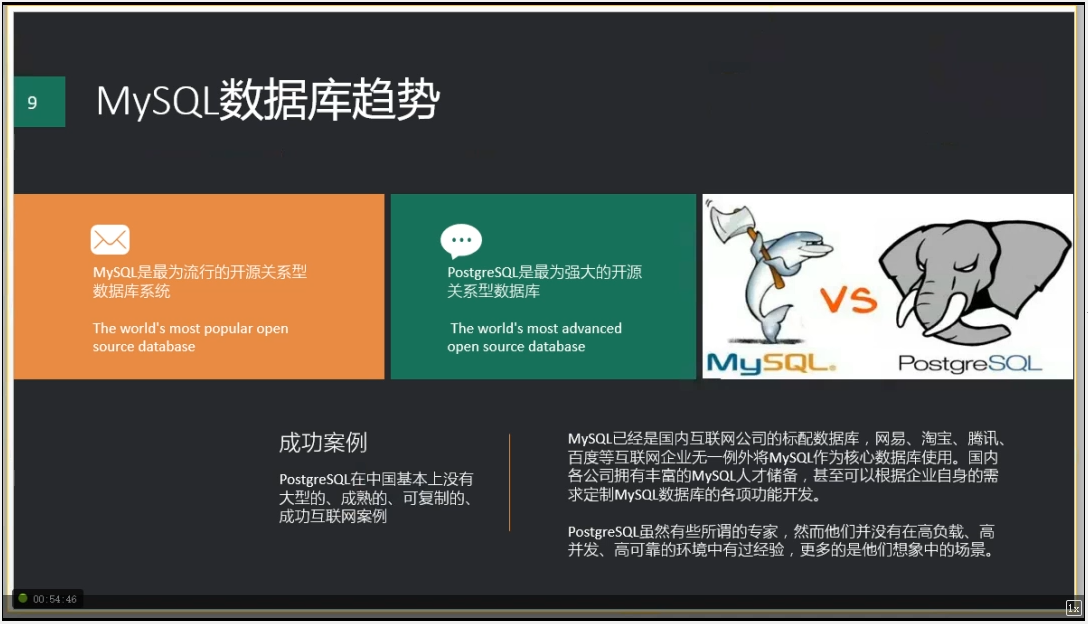 9
MySQL数据库趋势
MySQL是最为流行的开源关系型
数据库系统
The world's most popular open
source database
PostgreSQL是最为强大的开源
关系型数据库
The world's most advanced
open source database
VS
MySQL®
PostgreSQL
成功案例
PostgreSQL在中国基本上没有
大型的、成熟的、可复制的、
成功互联网案例
MySQL已经是国内互联网公司的标配数据库，网易、淘宝、腾讯、
百度等互联网企业无一例外将MySQL作为核心数据库使用。国内
各公司拥有丰富的MySQL人才储备，甚至可以根据企业自身的需
求定制MySQL数据库的各项功能开发。
PostgreSQL虽然有些所谓的专家，然而他们并没有在高负载、高
并发、高可靠的环境中有过经验，更多的是他们想象中的场景。
00:54:46
1x